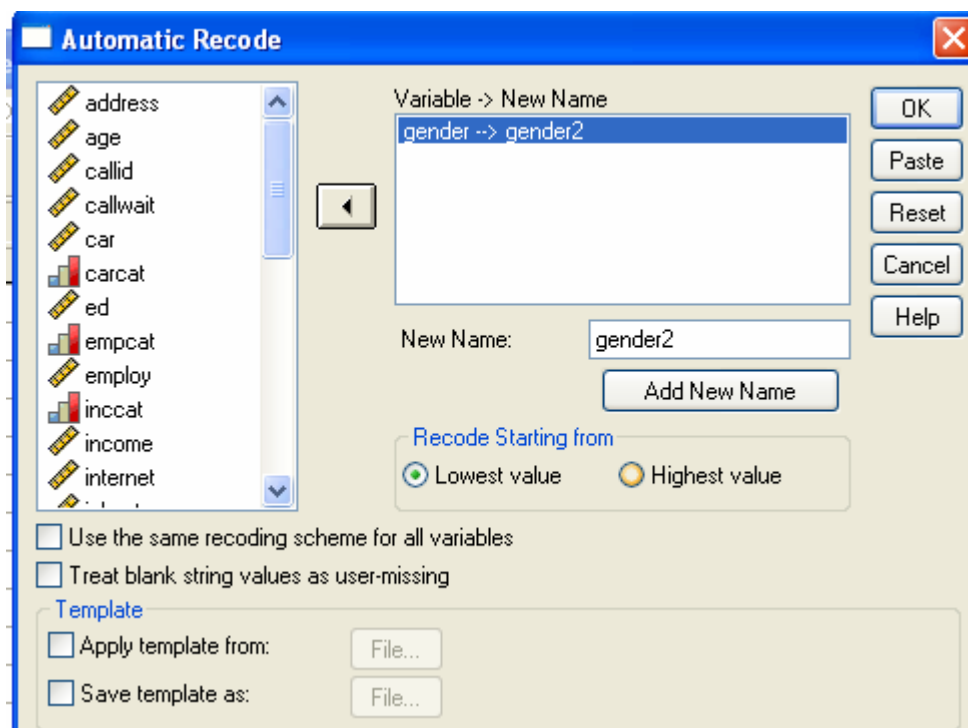 Automatic Recode
address
age
callid
callwait
car
carcat
ed
empcat
employ
inccat
income
internet
Variable -> New Name
gender --> gender2
New Name: gender2
Add New Name
Recode Starting from
Lowest value Highest value
OK
Paste
Reset
Cancel
Help
Use the same recoding scheme for all variables
Treat blank string values as user-missing
Template
Apply template from: File...
Save template as: File...